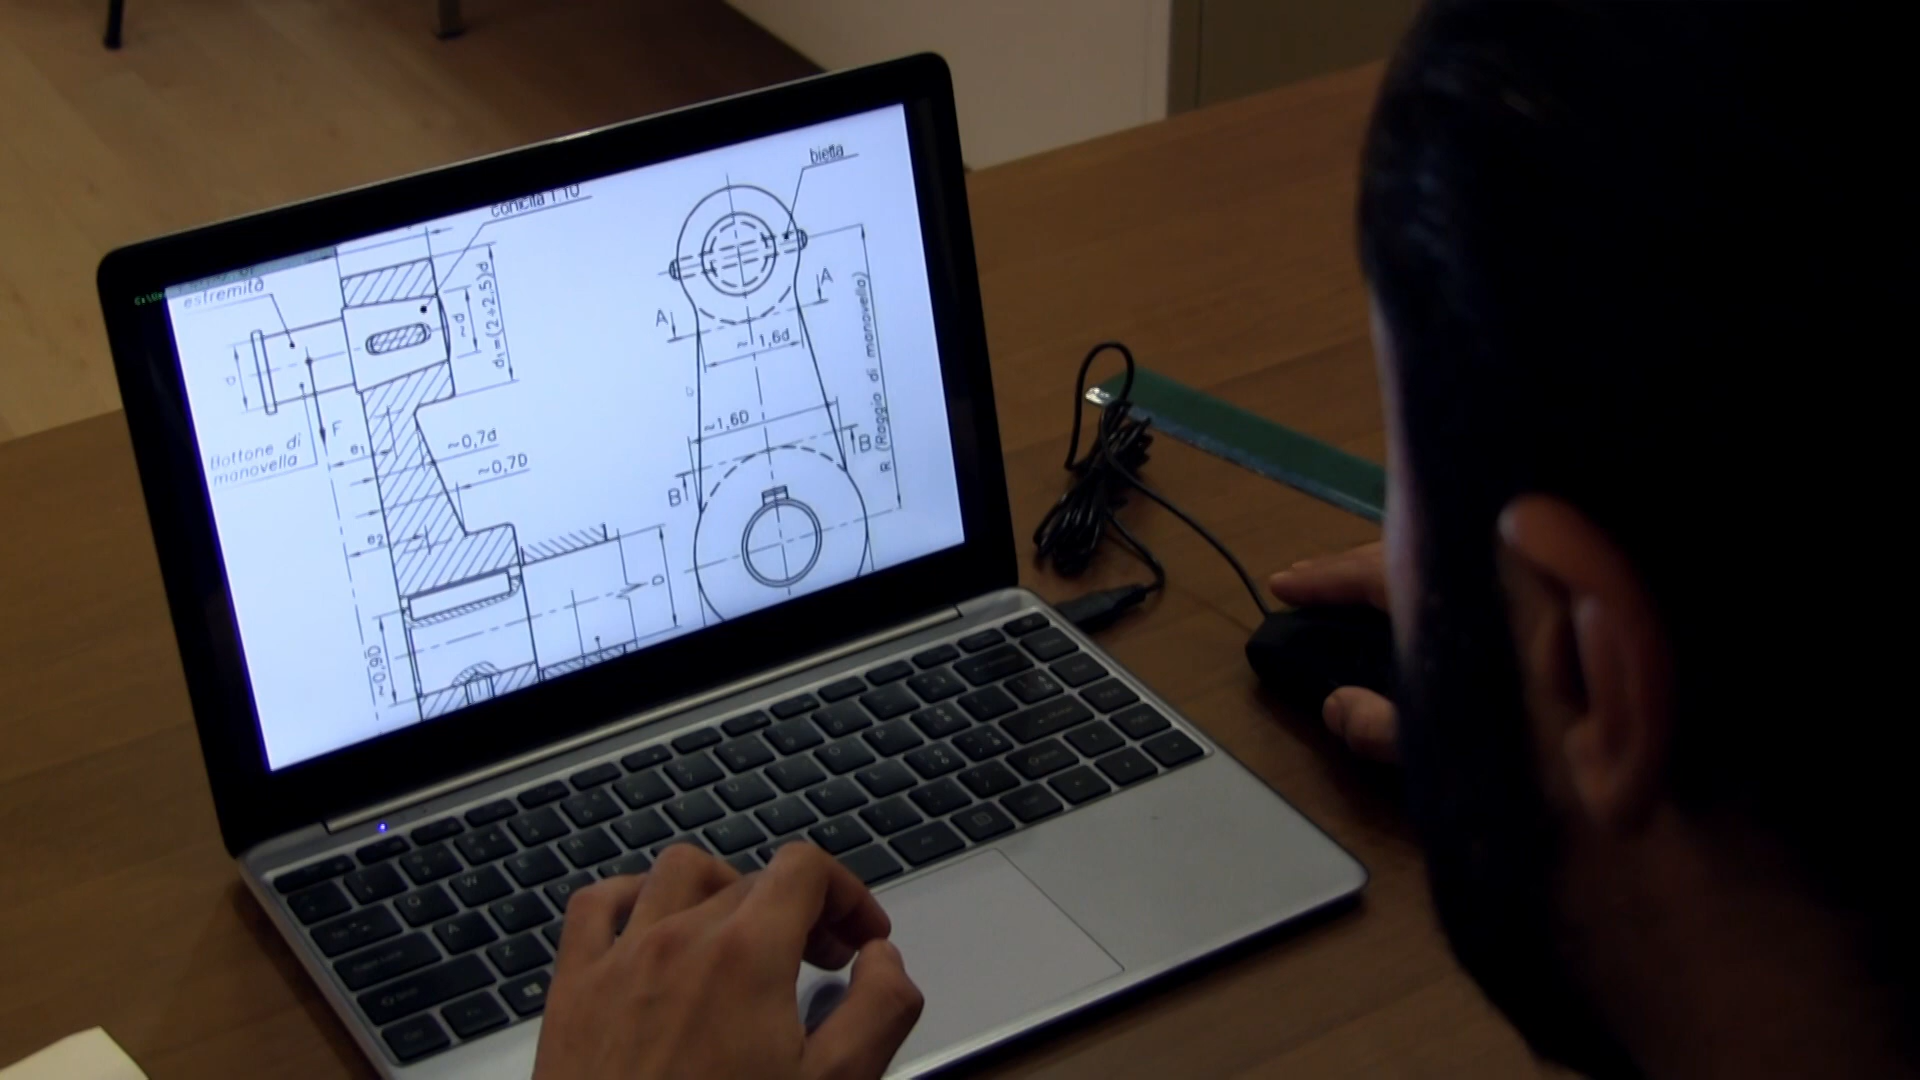 bietta
conicità 1 10
estremità
~d
d₁=(2÷2,5)d
A
A
~1,6d
R (Raggio di manovella)
d
F
Bottone di
manovella
e₁
~0,7d
~0,7D
~1,6D
B
B
e₂
D
~0,9D
Q
W
E
R
A
S
D
Z